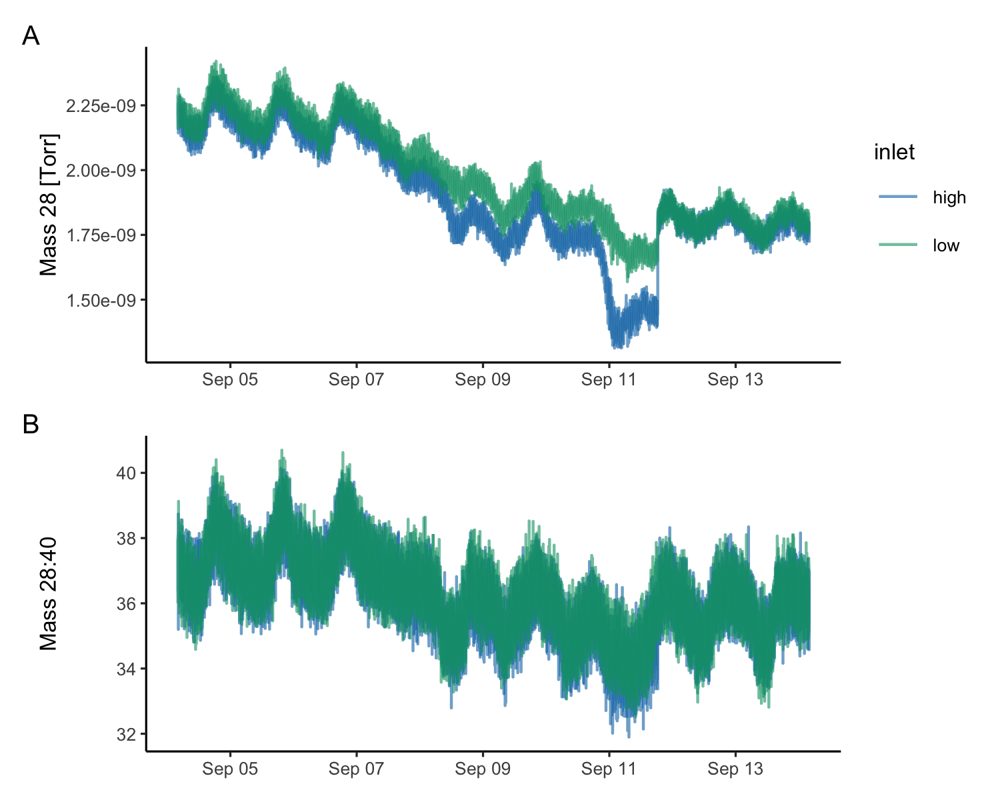 A
Mass 28 [Torr]
2.25e-09
2.00e-09
1.75e-09
1.50e-09
Sep 05 Sep 07 Sep 09 Sep 11 Sep 13
inlet
high
low
B
Mass 28:40
40
38
36
34
32
Sep 05 Sep 07 Sep 09 Sep 11 Sep 13